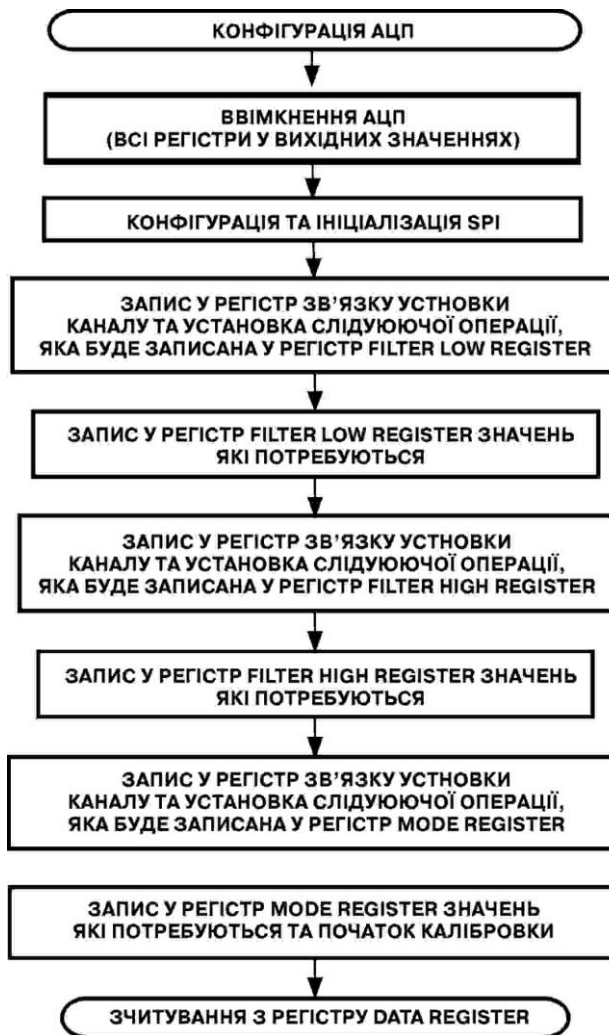 КОНФІГУРАЦІЯ АЦП
ВВІМКНЕННЯ АЦП
(ВСІ РЕГІСТРИ У ВИХІДНИХ ЗНАЧЕННЯХ)
КОНФІГУРАЦІЯ ТА ІНІЦІАЛІЗАЦІЯ SPI
ЗАПИС У РЕГІСТР ЗВ'ЯЗКУ УСТНОВКИ
КАНАЛУ ТА УСТАНОВКА СЛІДУЮЮЧОЇ ОПЕРАЦІЇ,
ЯКА БУДЕ ЗАПИСАНА У РЕГІСТР FILTER LOW REGISTER
ЗАПИС У РЕГІСТР FILTER LOW REGISTER ЗНАЧЕНЬ
ЯКІ ПОТРЕБУЮТЬСЯ
ЗАПИС У РЕГІСТР ЗВ'ЯЗКУ УСТНОВКИ
КАНАЛУ ТА УСТАНОВКА СЛІДУЮЮЧОЇ ОПЕРАЦІЇ,
ЯКА БУДЕ ЗАПИСАНА У РЕГІСТР FILTER HIGH REGISTER
ЗАПИС У РЕГІСТР FILTER HIGH REGISTER ЗНАЧЕНЬ
ЯКІ ПОТРЕБУЮТЬСЯ
ЗАПИС У РЕГІСТР ЗВ'ЯЗКУ УСТНОВКИ
КАНАЛУ ТА УСТАНОВКА СЛІДУЮЮЧОЇ ОПЕРАЦІЇ,
ЯКА БУДЕ ЗАПИСАНА У РЕГІСТР MODE REGISTER
ЗАПИС У РЕГІСТР MODE REGISTER ЗНАЧЕНЬ
ЯКІ ПОТРЕБУЮТЬСЯ ТА ПОЧАТОК КАЛІБРОВКИ
ЗЧИТУВАННЯ З РЕГІСТРУ DATA REGISTER